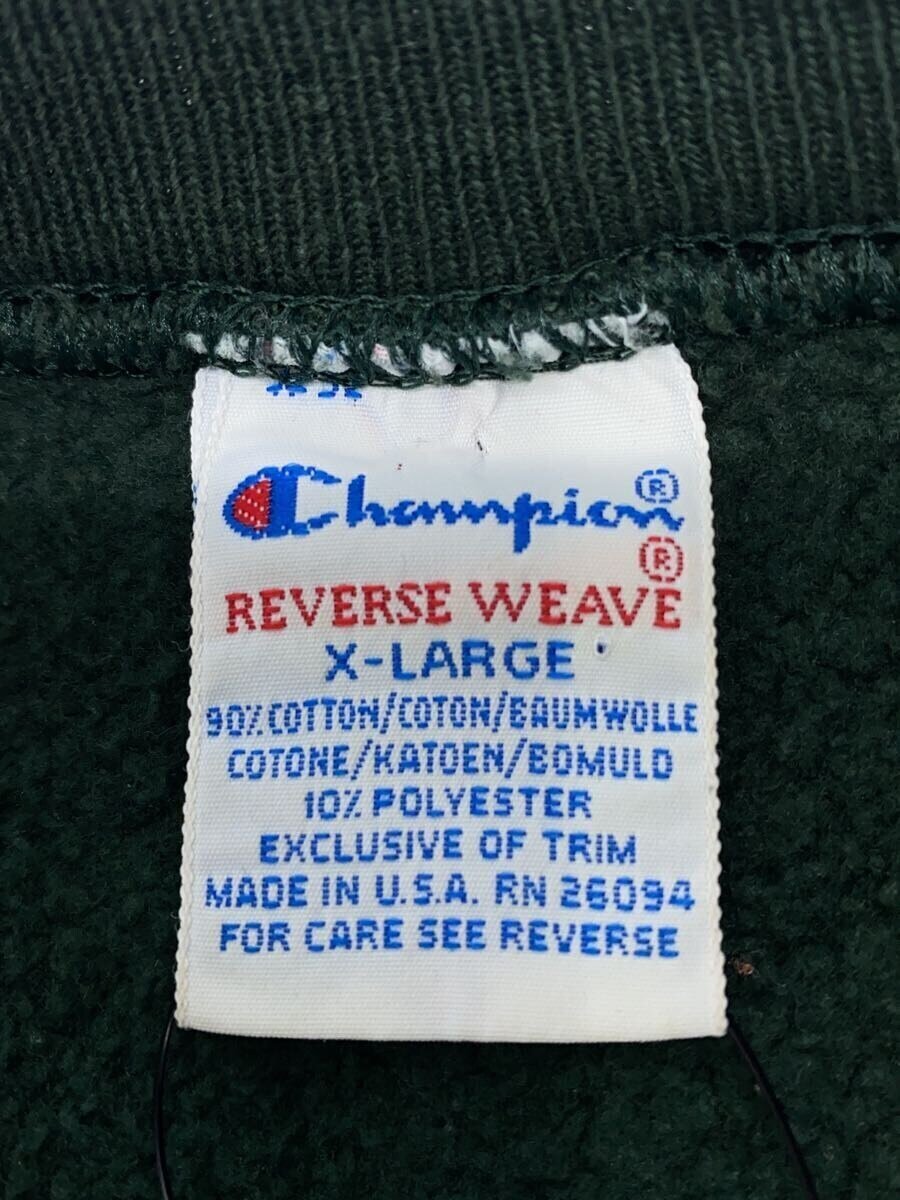 Champion®
®
REVERSE WEAVE
X-LARGE
90% COTTON/COTON/BAUMWOLLE
COTONE/KATOEN/BOMULD
10% POLYESTER
EXCLUSIVE OF TRIM
MADE IN U.S.A. RN 26094
FOR CARE SEE REVERSE